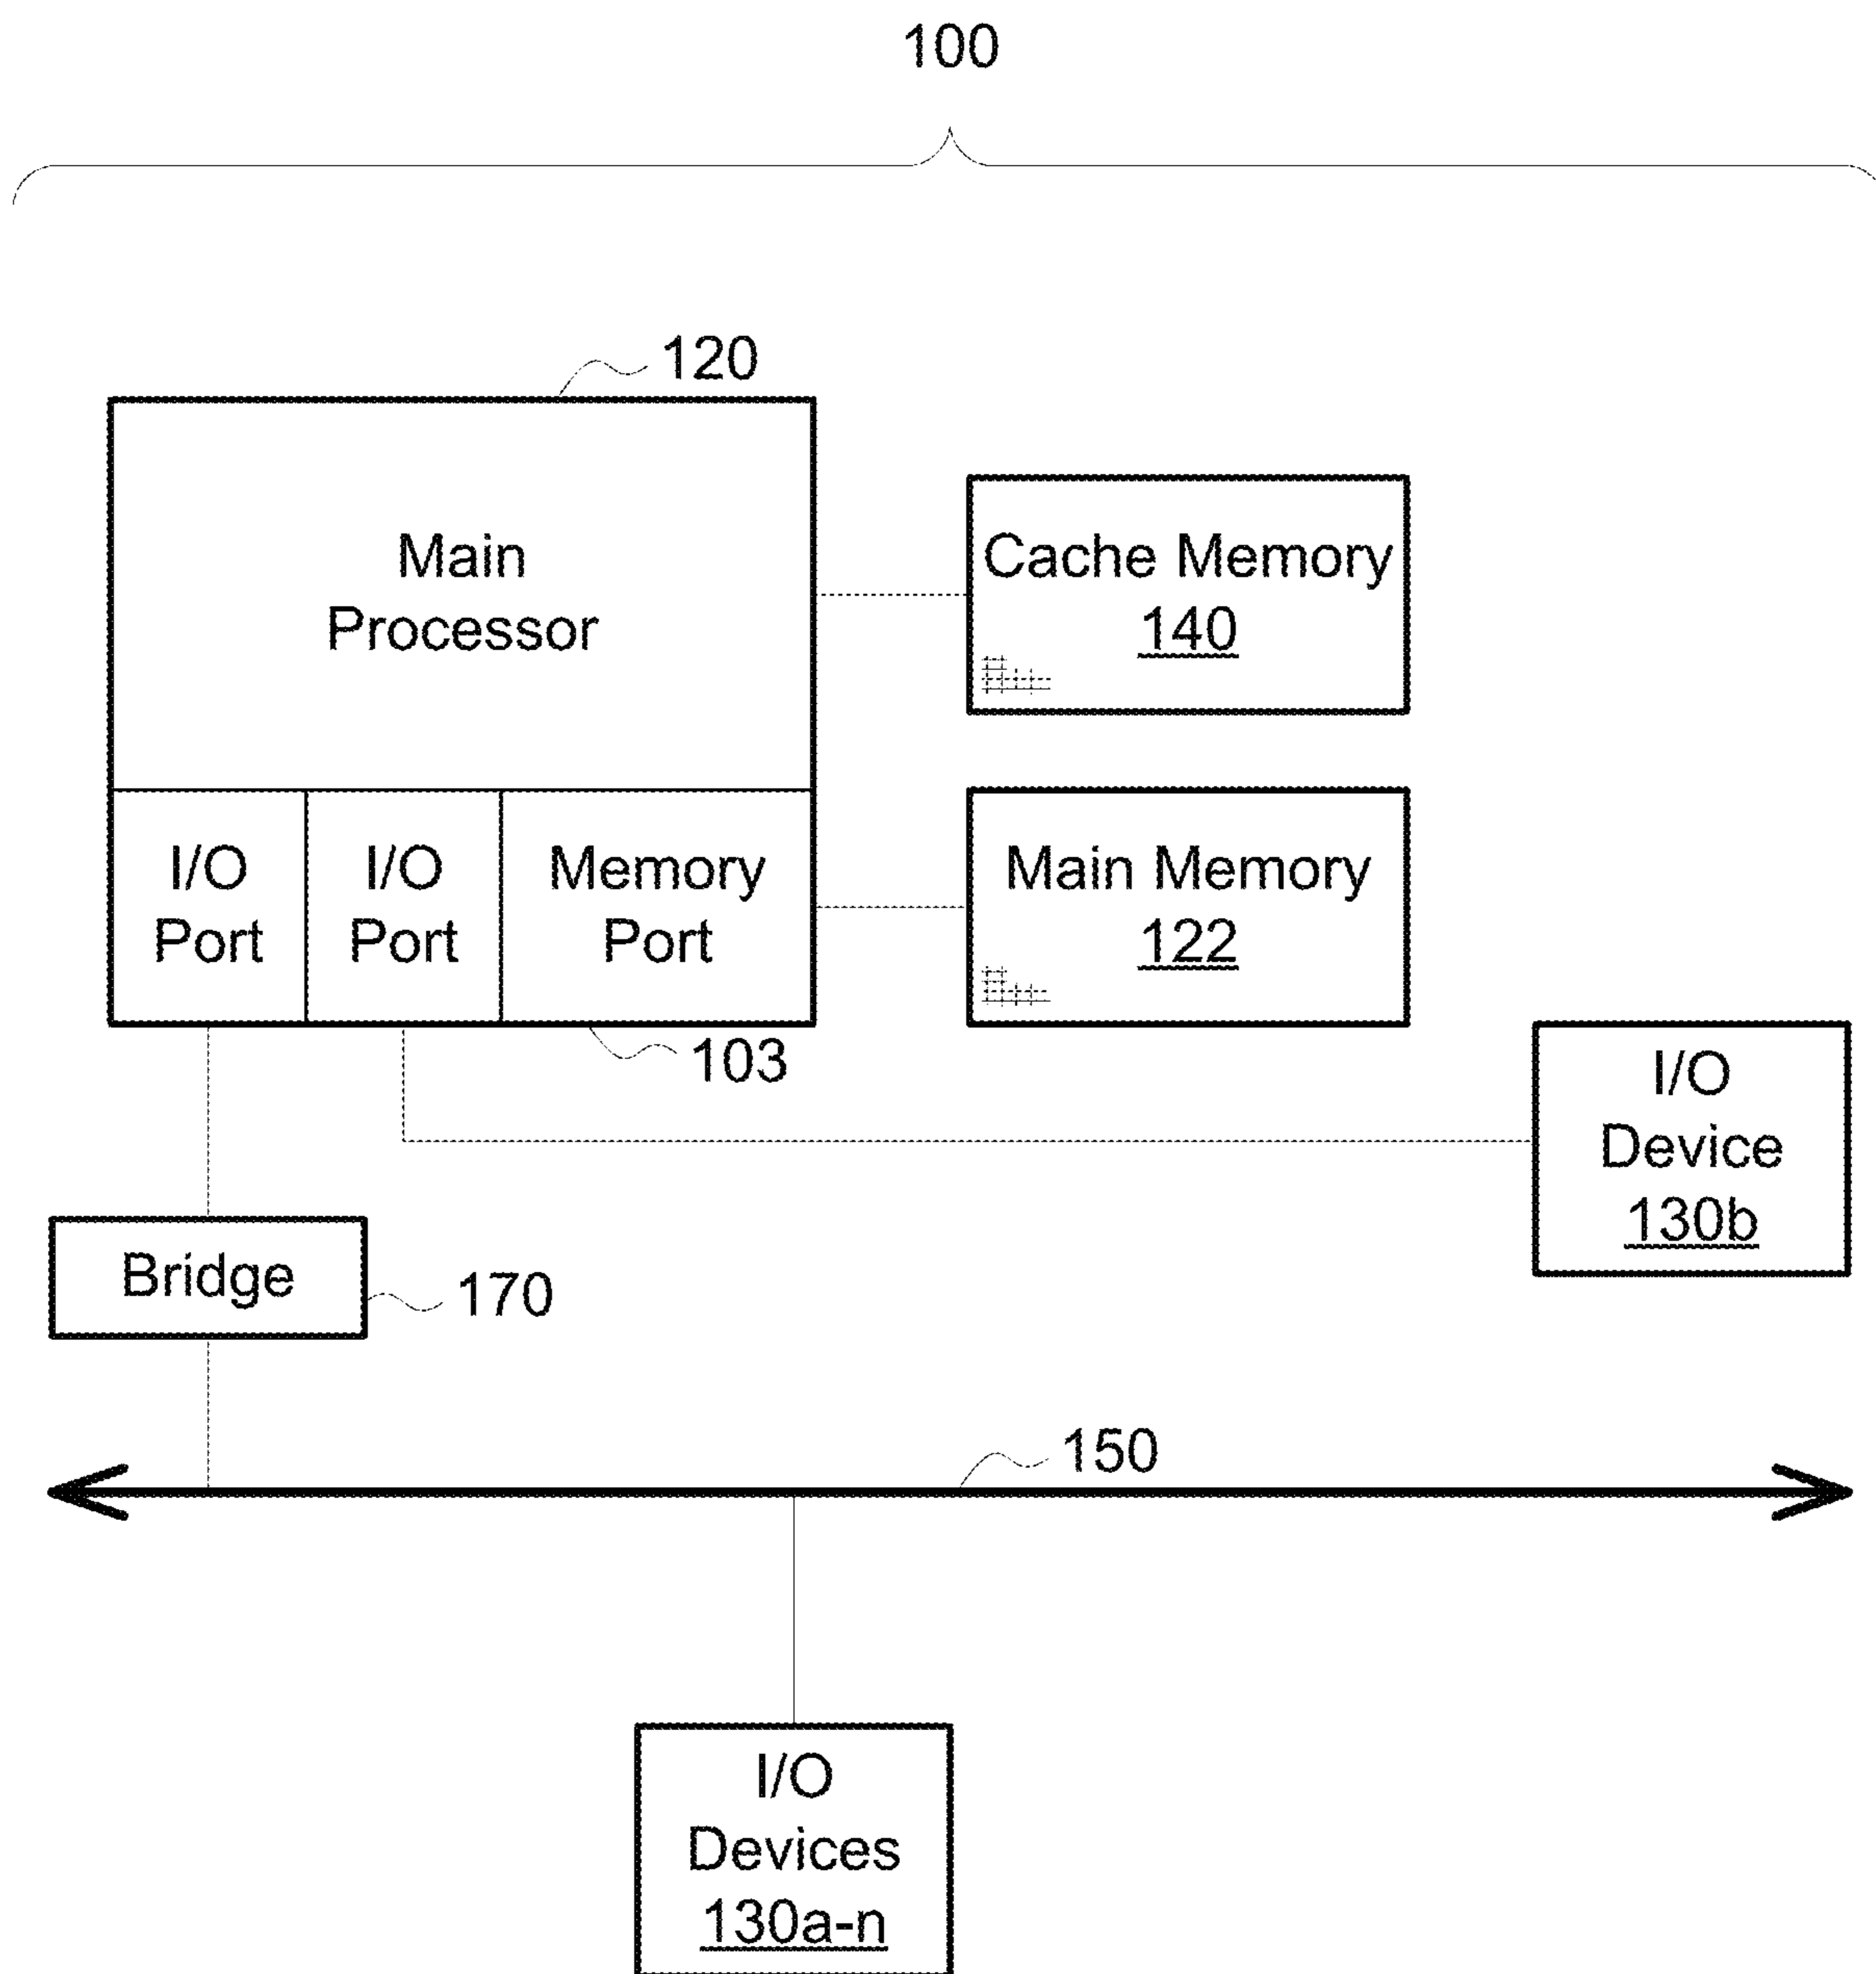 100
120
Main
Processor
Cache Memory
140
I/O
Port
I/O
Port
Memory
Port
Main Memory
122
103
I/O
Device
130b
Bridge
170
150
I/O
Devices
130a-n